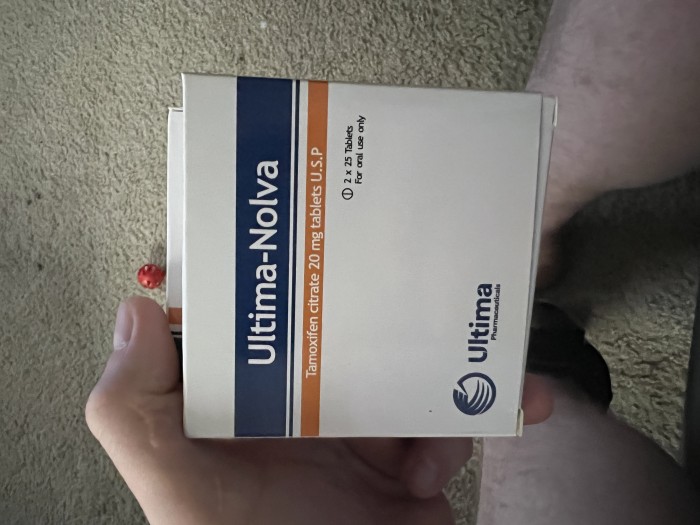 Ultima-Nolva
Tamoxifen citrate 20 mg tablets U.S.P
2 x 25 Tablets
For oral use only
Ultima
Pharmaceuticals